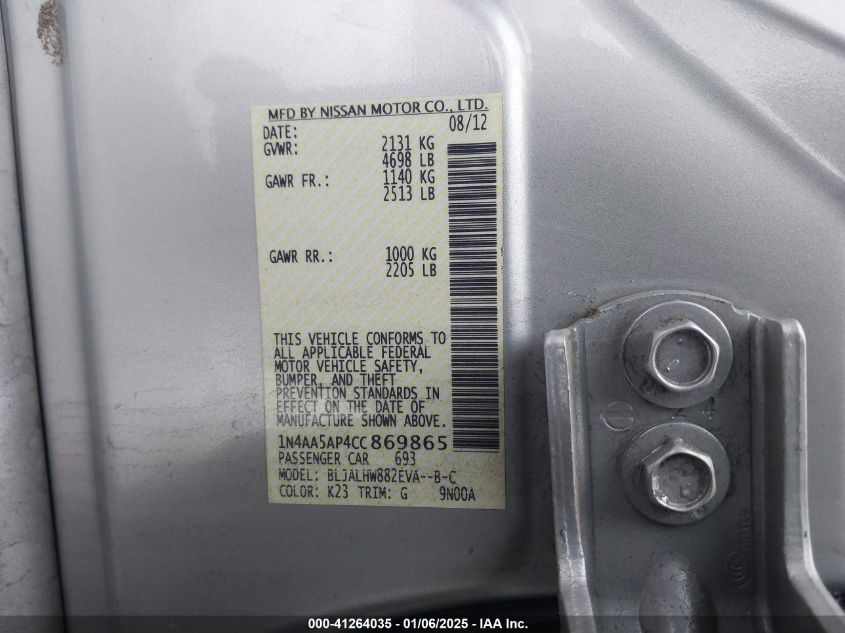 MFD BY NISSAN MOTOR CO., LTD.
DATE: 08/12
GVWR: 2131 KG
4698 LB
GAWR FR.: 1140 KG
2513 LB
GAWR RR.: 1000 KG
2205 LB
THIS VEHICLE CONFORMS TO
ALL APPLICABLE FEDERAL
MOTOR VEHICLE SAFETY,
BUMPER, AND THEFT
PREVENTION STANDARDS IN
EFFECT ON THE DATE OF
MANUFACTURE SHOWN ABOVE.
1N4AA5AP4CC869865
PASSENGER CAR 693
MODEL: BLJALHW882EVA--B-C
COLOR: K23 TRIM: G 9N00A
000-41264035 - 01/06/2025 - IAA Inc.